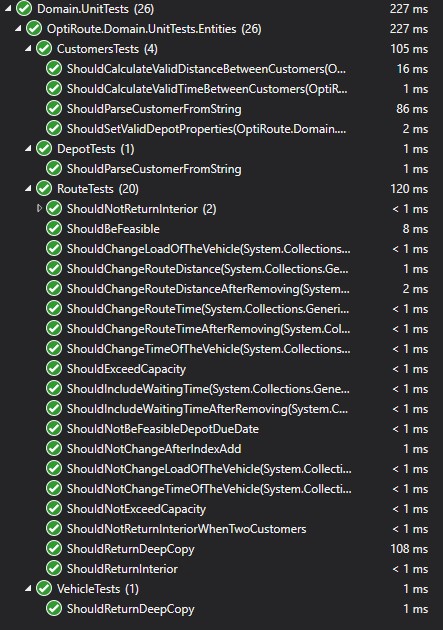 Domain.UnitTests (26) 227 ms
OptiRoute.Domain.UnitTests.Entities (26) 227 ms
CustomersTests (4) 105 ms
ShouldCalculateValidDistanceBetweenCustomers(O... 16 ms
ShouldCalculateValidTimeBetweenCustomers(OptiR... 1 ms
ShouldParseCustomerFromString 86 ms
ShouldSetValidDepotProperties(OptiRoute.Domain.... 2 ms
DepotTests (1) 1 ms
ShouldParseCustomerFromString 1 ms
RouteTests (20) 120 ms
ShouldNotReturnInterior (2) < 1 ms
ShouldBeFeasible 8 ms
ShouldChangeLoadOfTheVehicle(System.Collections... < 1 ms
ShouldChangeRouteDistance(System.Collections.Ge... 1 ms
ShouldChangeRouteDistanceAfterRemoving(System... 2 ms
ShouldChangeRouteTime(System.Collections.Generi... < 1 ms
ShouldChangeRouteTimeAfterRemoving(System.Col... < 1 ms
ShouldChangeTimeOfTheVehicle(System.Collections... < 1 ms
ShouldExceedCapacity < 1 ms
ShouldIncludeWaitingTime(System.Collections.Gene... < 1 ms
ShouldIncludeWaitingTimeAfterRemoving(System.C... < 1 ms
ShouldNotBeFeasibleDepotDueDate < 1 ms
ShouldNotChangeAfterIndexAdd 1 ms
ShouldNotChangeLoadOfTheVehicle(System.Collecti... < 1 ms
ShouldNotChangeTimeOfTheVehicle(System.Collecti... < 1 ms
ShouldNotExceedCapacity < 1 ms
ShouldNotReturnInteriorWhenTwoCustomers < 1 ms
ShouldReturnDeepCopy 108 ms
ShouldReturnInterior < 1 ms
VehicleTests (1) 1 ms
ShouldReturnDeepCopy 1 ms